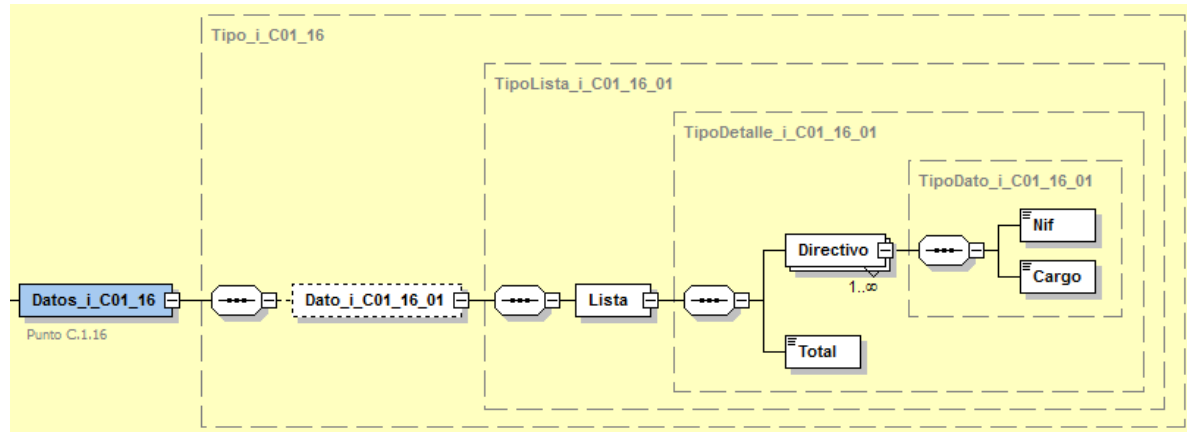 Tipo_i_C01_16
TipoLista_i_C01_16_01
TipoDetalle_i_C01_16_01
TipoDato_i_C01_16_01
Nif
Directivo
Cargo
1..∞
Datos_i_C01_16
Dato_i_C01_16_01
Lista
Punto C.1.16
Total